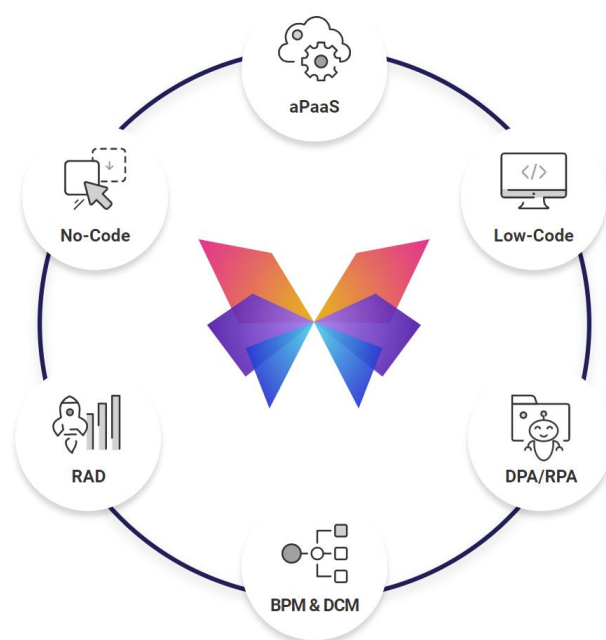 aPaaS
No-Code
Low-Code
</>
RAD
DPA/RPA
BPM & DCM